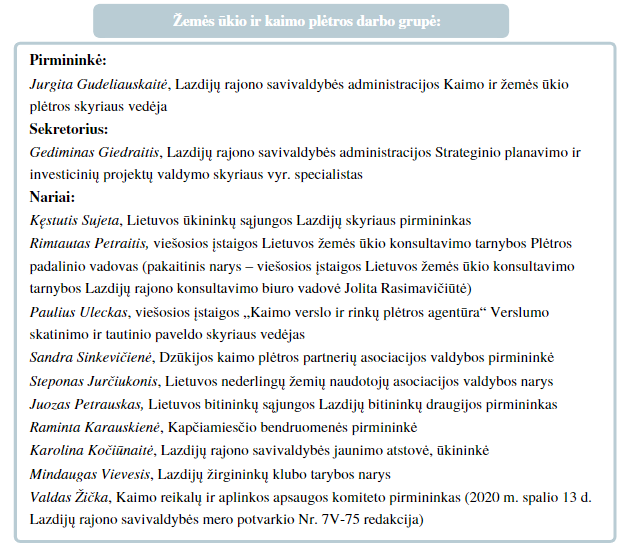 Žemės ūkio ir kaimo plėtros darbo grupė:
Pirmininkė:
Jurgita Gudeliauskaitė, Lazdijų rajono savivaldybės administracijos Kaimo ir žemės ūkio
plėtros skyriaus vedėja
Sekretorius:
Gediminas Giedraitis, Lazdijų rajono savivaldybės administracijos Strateginio planavimo ir
investicinių projektų valdymo skyriaus vyr. specialistas
Nariai:
Kęstutis Sujeta, Lietuvos ūkininkų sąjungos Lazdijų skyriaus pirmininkas
Rimtautas Petraitis, viešosios įstaigos Lietuvos žemės ūkio konsultavimo tarnybos Plėtros
padalinio vadovas (pakaitinis narys – viešosios įstaigos Lietuvos žemės ūkio konsultavimo
tarnybos Lazdijų rajono konsultavimo biuro vadovė Jolita Rasimavičiūtė)
Paulius Uleckas, viešosios įstaigos „Kaimo verslo ir rinkų plėtros agentūra“ Verslumo
skatinimo ir tautinio paveldo skyriaus vedėjas
Sandra Sinkevičienė, Dzūkijos kaimo plėtros partnerių asociacijos valdybos pirmininkė
Steponas Jurčiukonis, Lietuvos nederlingų žemių naudotojų asociacijos valdybos narys
Juozas Petrauskas, Lietuvos bitininkų sąjungos Lazdijų bitininkų draugijos pirmininkas
Raminta Karauskienė, Kapčiamiesčio bendruomenės pirmininkė
Karolina Kočiūnaitė, Lazdijų rajono savivaldybės jaunimo atstovė, ūkininkė
Mindaugas Vievesis, Lazdijų žirgininkų klubo tarybos narys
Valdas Žička, Kaimo reikalų ir aplinkos apsaugos komiteto pirmininkas (2020 m. spalio 13 d.
Lazdijų rajono savivaldybės mero potvarkio Nr. 7V-75 redakcija)